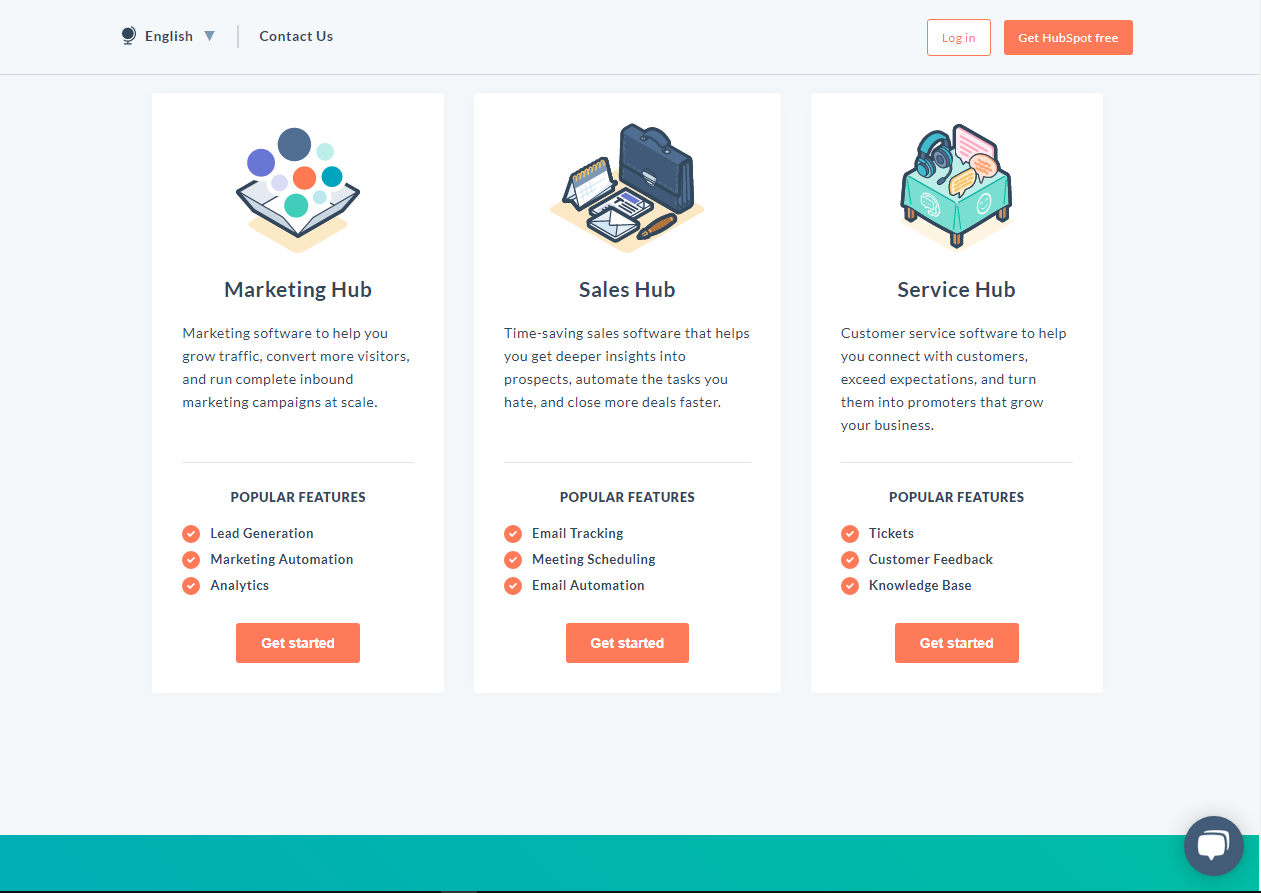 English
Contact Us
Log in
Get HubSpot free
Marketing Hub
Marketing software to help you
grow traffic, convert more visitors,
and run complete inbound
marketing campaigns at scale.
POPULAR FEATURES
Lead Generation
Marketing Automation
Analytics
Get started
Sales Hub
Time-saving sales software that helps
you get deeper insights into
prospects, automate the tasks you
hate, and close more deals faster.
POPULAR FEATURES
Email Tracking
Meeting Scheduling
Email Automation
Get started
Service Hub
Customer service software to help
you connect with customers,
exceed expectations, and turn
them into promoters that grow
your business.
POPULAR FEATURES
Tickets
Customer Feedback
Knowledge Base
Get started